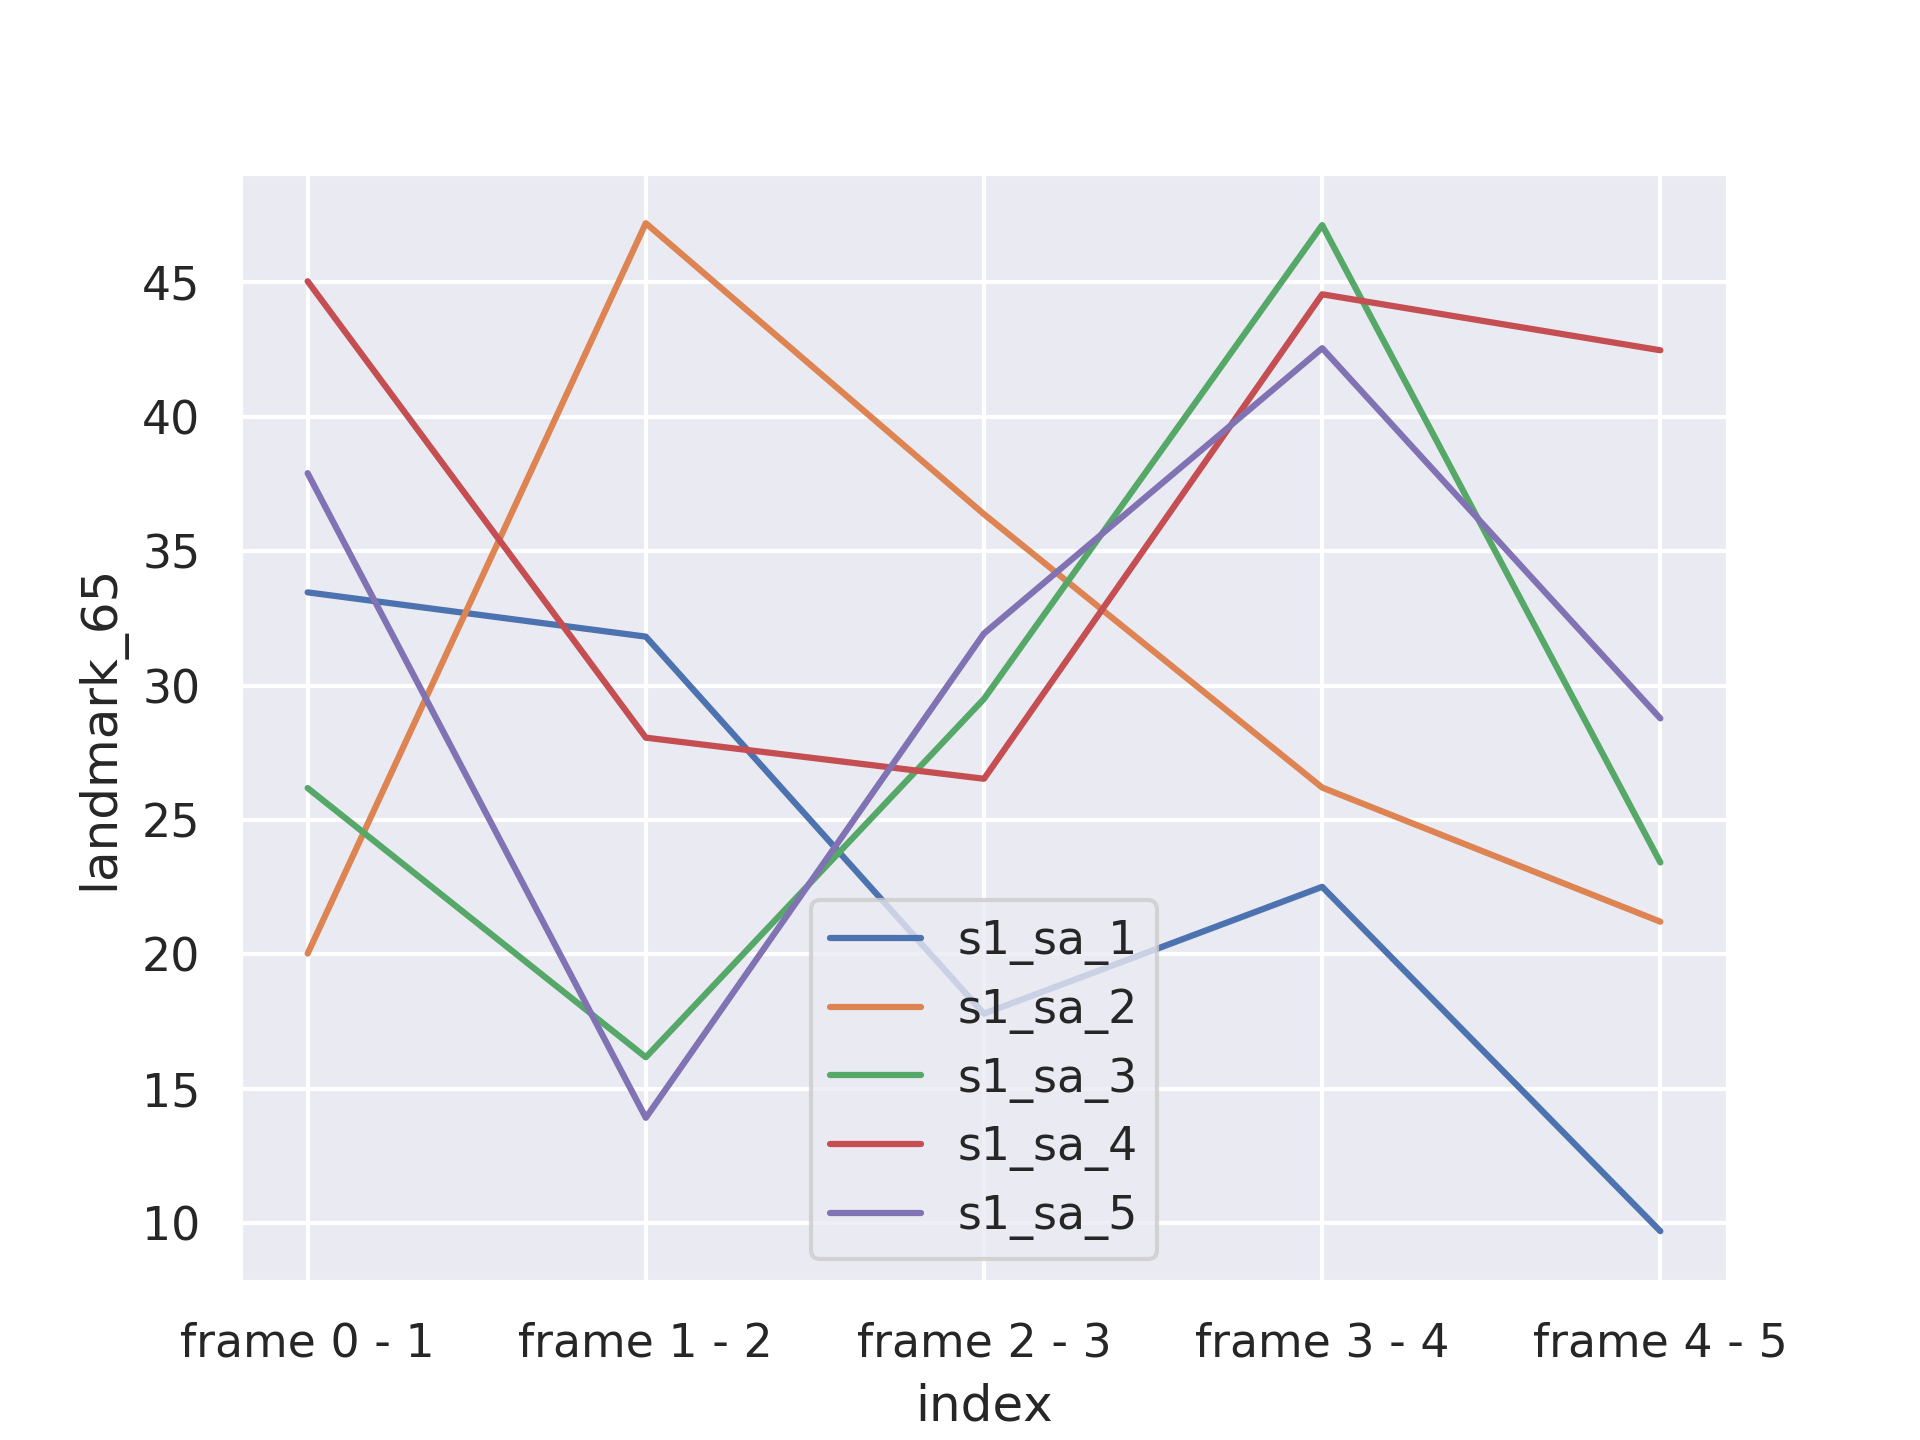 45
40
35
30
25
20
15
10
landmark_65
s1_sa_1
s1_sa_2
s1_sa_3
s1_sa_4
s1_sa_5
frame 0 - 1 frame 1 - 2 frame 2 - 3 frame 3 - 4 frame 4 - 5
index